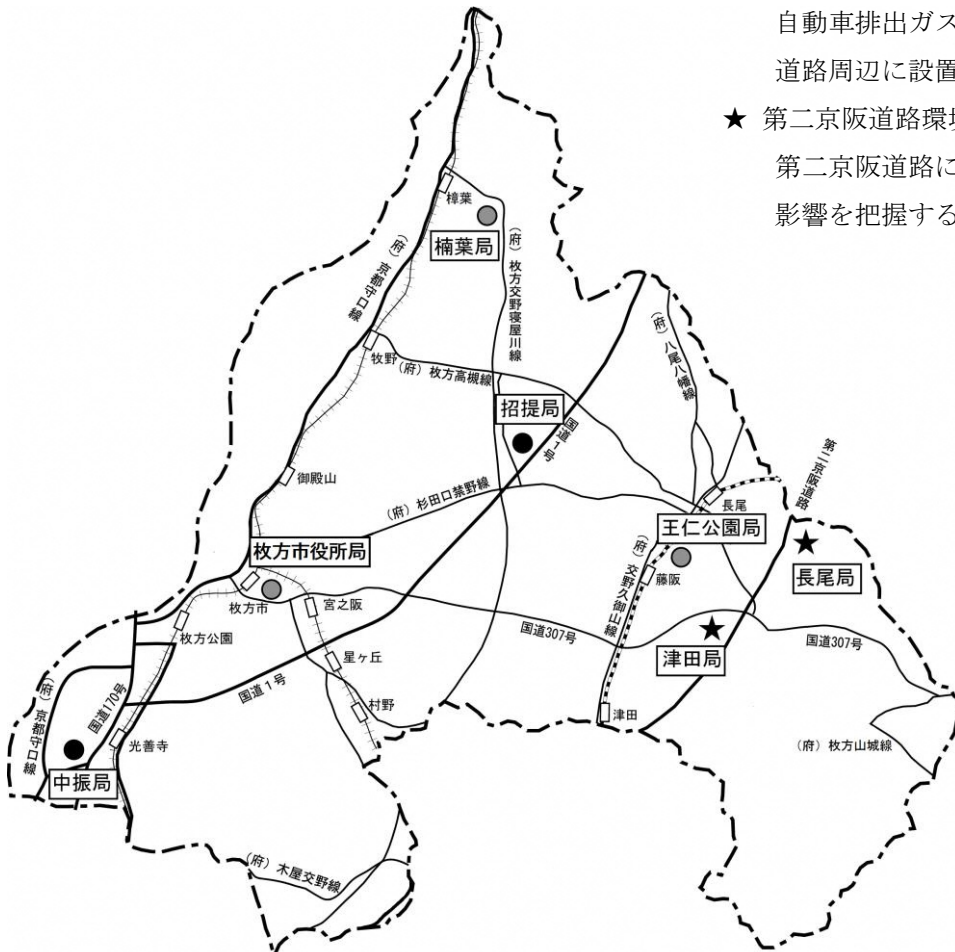 自動車排出ガス
道路周辺に設置
★ 第二京阪道路環境
第二京阪道路に
影響を把握する
樟葉
楠葉局
(府)京都守口線
(府)枚方交野寝屋川線
牧野
(府)枚方高槻線
(府)八尾八幡線
招提局
国道1号
御殿山
(府)杉田口禁野線
第二京阪道路
長尾
王仁公園局
長尾局
枚方市役所局
枚方市
宮之阪
藤阪
(府)交野久御山線
枚方公園
国道307号
津田局
国道307号
星ヶ丘
国道1号
村野
津田
国道170号
(府)京都守口線
光善寺
中振局
(府)枚方山城線
(府)木屋交野線